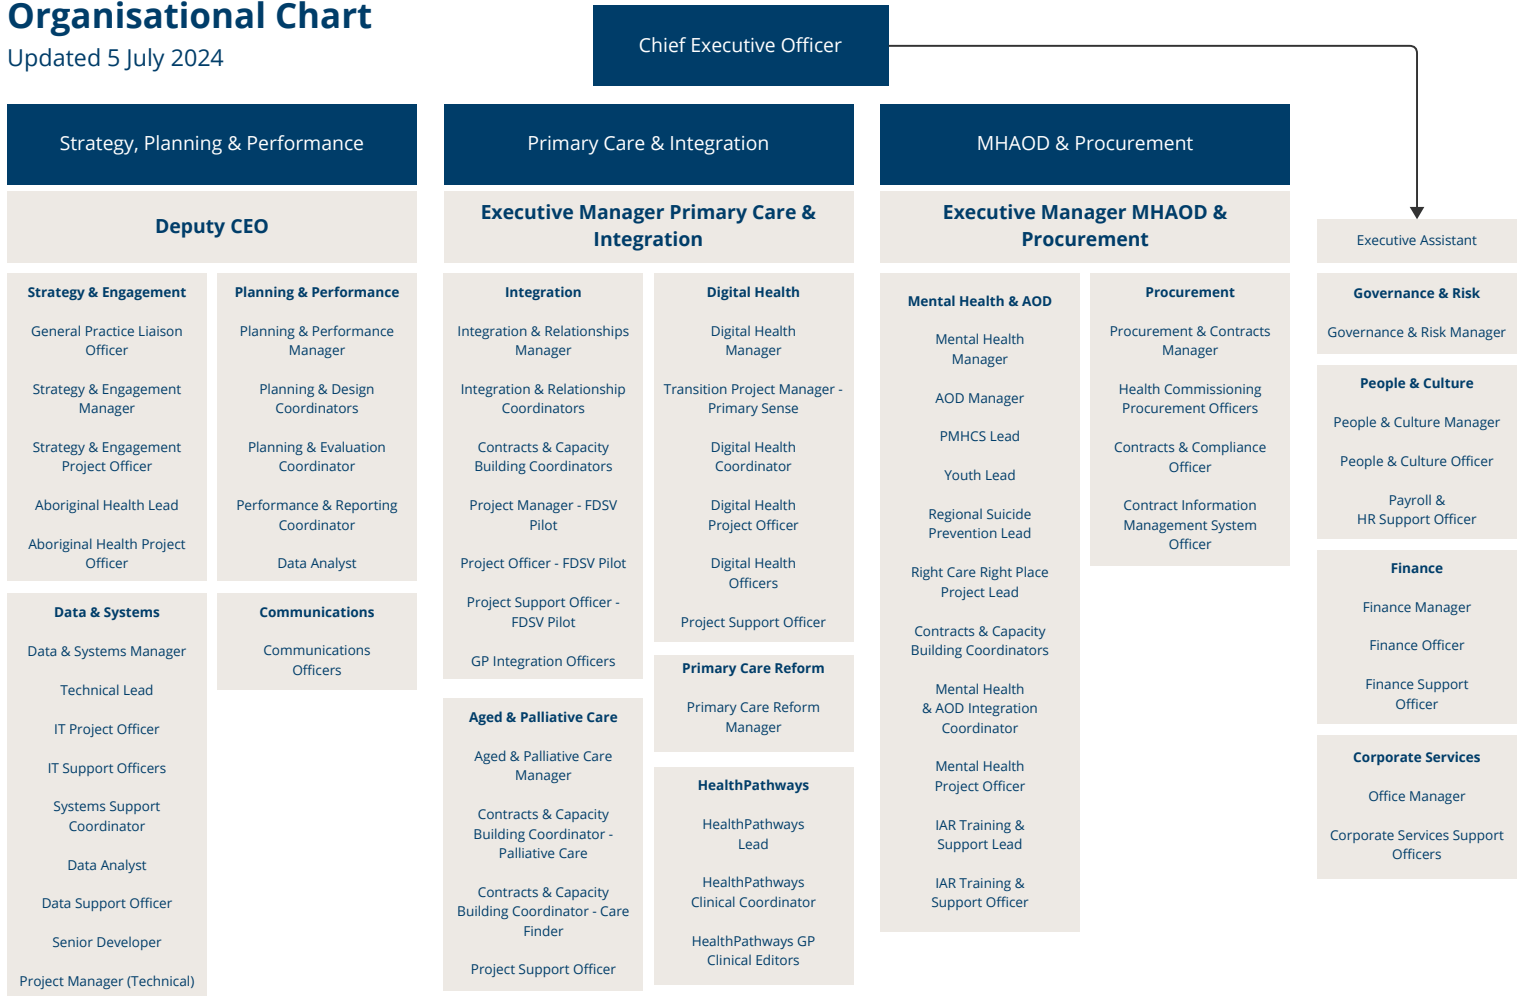 Organisational Chart
Updated 5 July 2024
Chief Executive Officer
Strategy, Planning & Performance
Deputy CEO
Strategy & Engagement
General Practice Liaison
Officer
Strategy & Engagement
Manager
Strategy & Engagement
Project Officer
Aboriginal Health Lead
Aboriginal Health Project
Officer
Planning & Performance
Planning & Performance
Manager
Planning & Design
Coordinators
Planning & Evaluation
Coordinator
Performance & Reporting
Coordinator
Data Analyst
Data & Systems
Data & Systems Manager
Technical Lead
IT Project Officer
IT Support Officers
Systems Support
Coordinator
Data Analyst
Data Support Officer
Senior Developer
Project Manager (Technical)
Communications
Communications
Officers
Primary Care & Integration
Executive Manager Primary Care &
Integration
Integration
Integration & Relationships
Manager
Integration & Relationship
Coordinators
Contracts & Capacity
Building Coordinators
Project Manager - FDSV
Pilot
Project Officer - FDSV Pilot
Project Support Officer -
FDSV Pilot
GP Integration Officers
Aged & Palliative Care
Aged & Palliative Care
Manager
Contracts & Capacity
Building Coordinator -
Palliative Care
Contracts & Capacity
Building Coordinator - Care
Finder
Project Support Officer
Digital Health
Digital Health
Manager
Transition Project Manager -
Primary Sense
Digital Health
Coordinator
Digital Health
Project Officer
Digital Health
Officers
Project Support Officer
Primary Care Reform
Primary Care Reform
Manager
HealthPathways
HealthPathways
Lead
HealthPathways
Clinical Coordinator
HealthPathways GP
Clinical Editors
MHAOD & Procurement
Executive Manager MHAOD &
Procurement
Mental Health & AOD
Mental Health
Manager
AOD Manager
PMHCS Lead
Youth Lead
Regional Suicide
Prevention Lead
Right Care Right Place
Project Lead
Contracts & Capacity
Building Coordinators
Mental Health
& AOD Integration
Coordinator
Mental Health
Project Officer
IAR Training &
Support Lead
IAR Training &
Support Officer
Procurement
Procurement & Contracts
Manager
Health Commissioning
Procurement Officers
Contracts & Compliance
Officer
Contract Information
Management System
Officer
Executive Assistant
Governance & Risk
Governance & Risk Manager
People & Culture
People & Culture Manager
People & Culture Officer
Payroll &
HR Support Officer
Finance
Finance Manager
Finance Officer
Finance Support
Officer
Corporate Services
Office Manager
Corporate Services Support
Officers